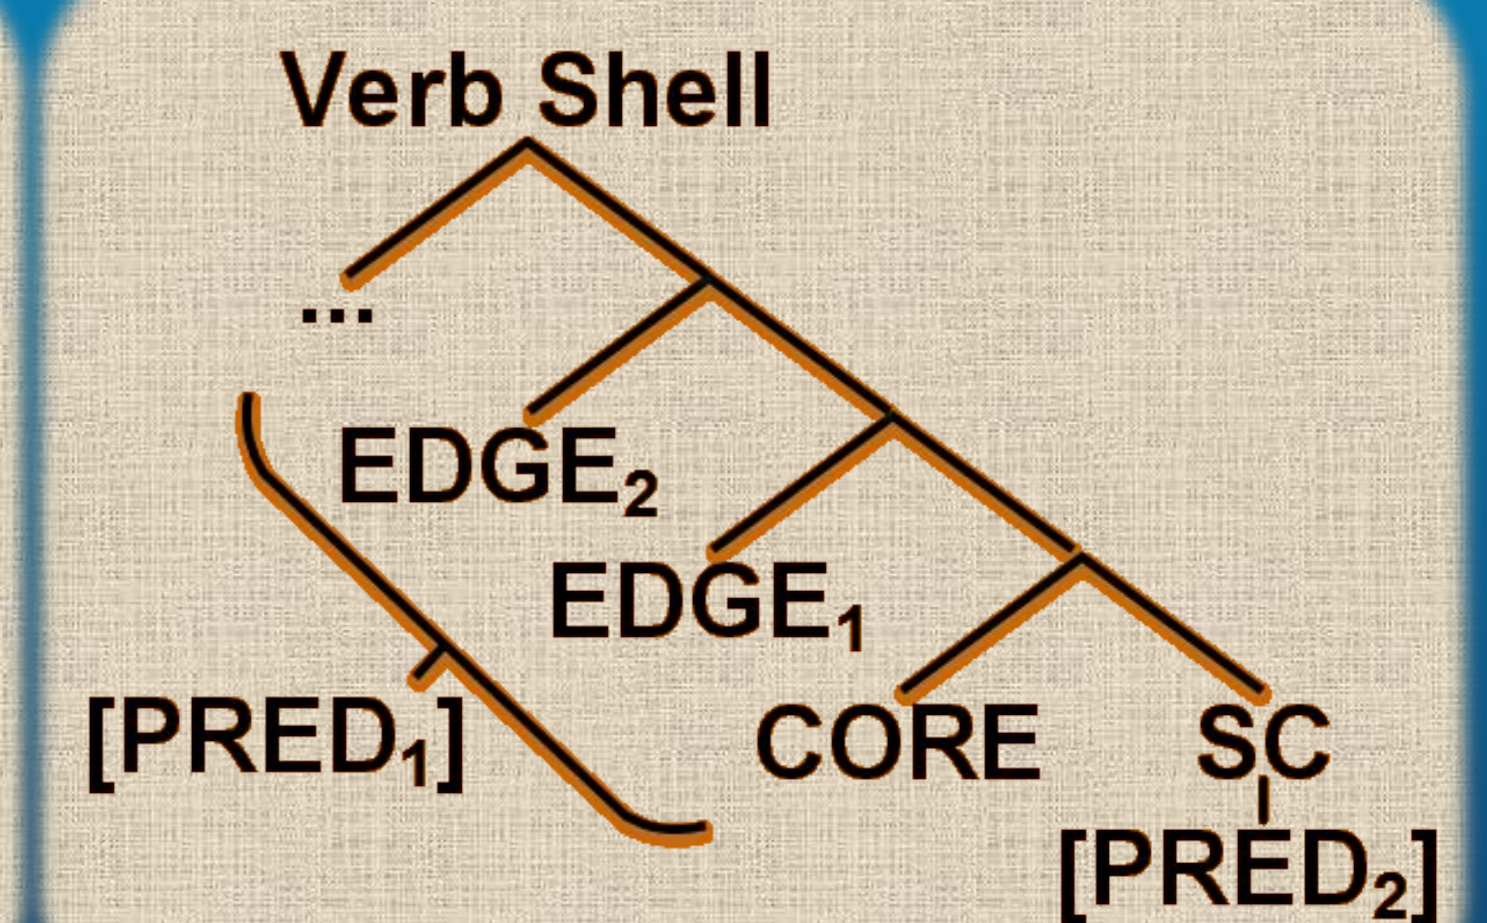 Verb Shell
...
EDGE₂
EDGE₁
[PRED₁]
CORE SC
[PRED₂]